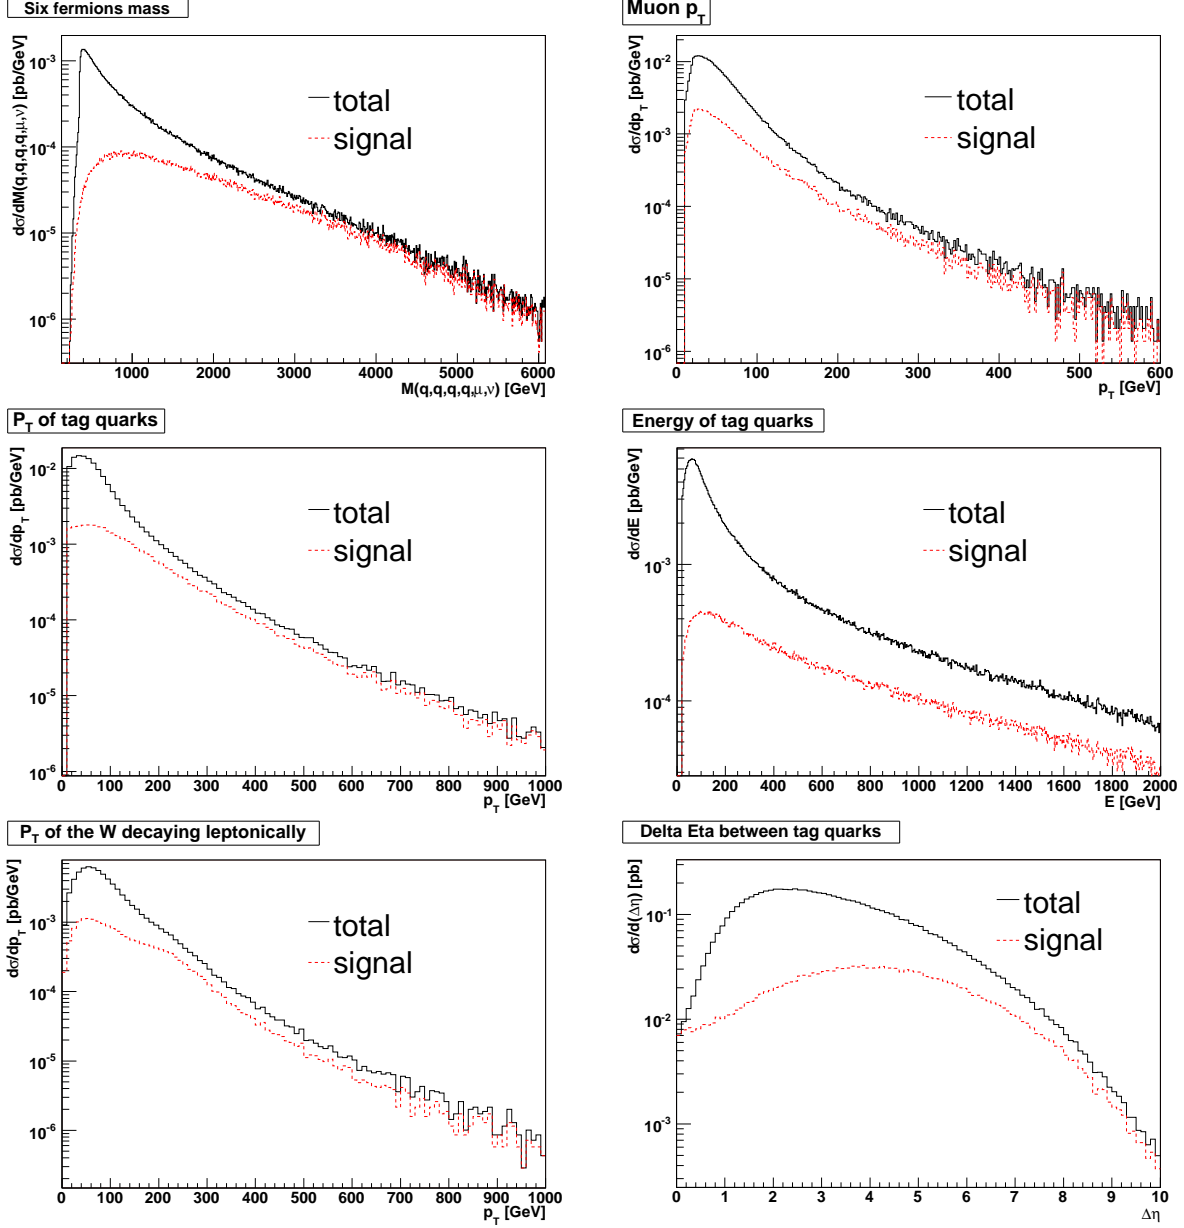 Six fermions mass
dσ/dM(q,q,q,q,μ,ν) [pb/GeV]
10^-3
10^-4
10^-5
10^-6
total
signal
1000 2000 3000 4000 5000 6000
M(q,q,q,q,μ,ν) [GeV]
Muon p_T
dσ/dp_T [pb/GeV]
10^-2
10^-3
10^-4
10^-5
10^-6
total
signal
0 100 200 300 400 500 600
p_T [GeV]
P_T of tag quarks
dσ/dp_T [pb/GeV]
10^-2
10^-3
10^-4
10^-5
10^-6
total
signal
0 100 200 300 400 500 600 700 800 900 1000
p_T [GeV]
Energy of tag quarks
dσ/dE [pb/GeV]
10^-3
10^-4
total
signal
0 200 400 600 800 1000 1200 1400 1600 1800 2000
E [GeV]
P_T of the W decaying leptonically
dσ/dp_T [pb/GeV]
10^-3
10^-4
10^-5
10^-6
total
signal
0 100 200 300 400 500 600 700 800 900 1000
p_T [GeV]
Delta Eta between tag quarks
dσ/d(Δη) [pb]
10^-1
10^-2
10^-3
total
signal
0 1 2 3 4 5 6 7 8 9 10
Δη